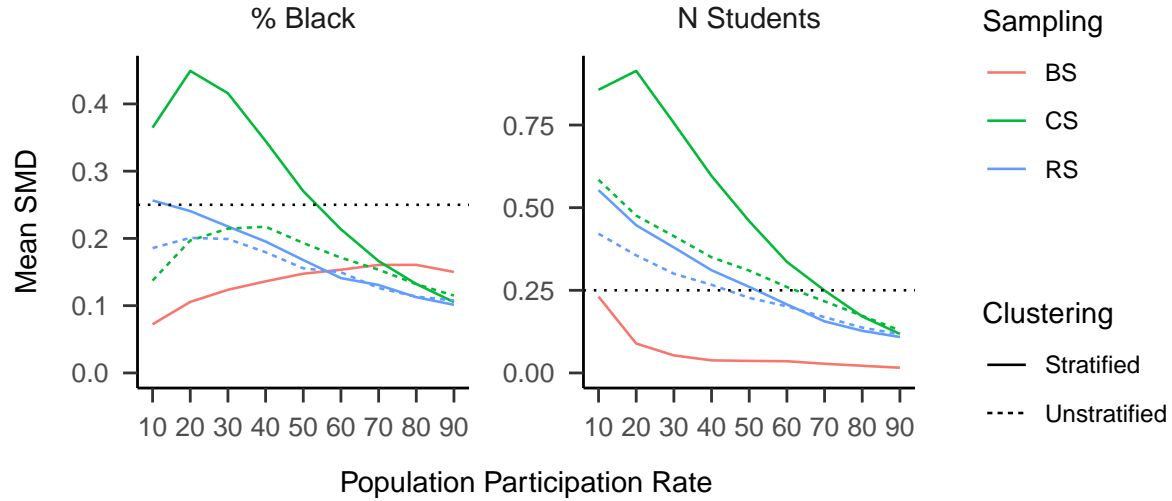 % Black
N Students
Mean SMD
0.4
0.3
0.2
0.1
0.0
10 20 30 40 50 60 70 80 90
0.75
0.50
0.25
0.00
10 20 30 40 50 60 70 80 90
Population Participation Rate
Sampling
BS
CS
RS
Clustering
Stratified
Unstratified